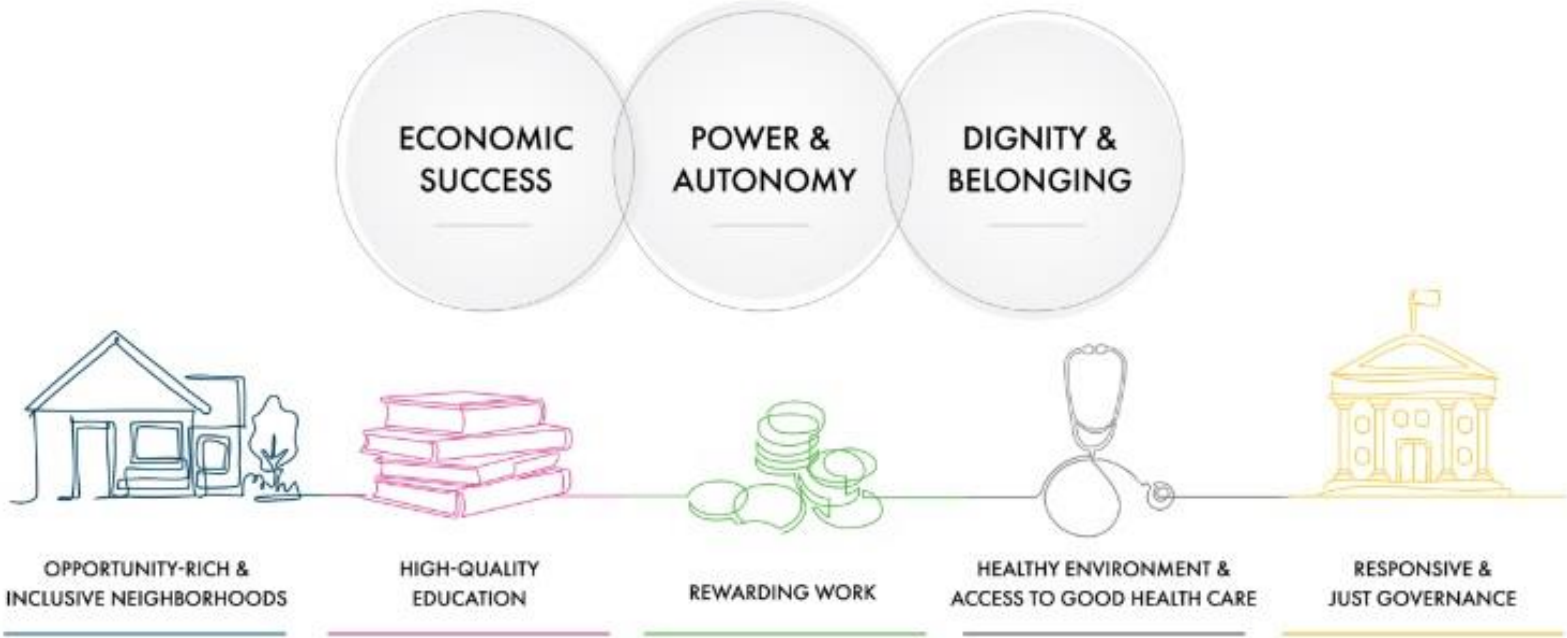 ECONOMIC
SUCCESS
POWER &
AUTONOMY
DIGNITY &
BELONGING
OPPORTUNITY-RICH &
INCLUSIVE NEIGHBORHOODS
HIGH-QUALITY
EDUCATION
REWARDING WORK
HEALTHY ENVIRONMENT &
ACCESS TO GOOD HEALTH CARE
RESPONSIVE &
JUST GOVERNANCE